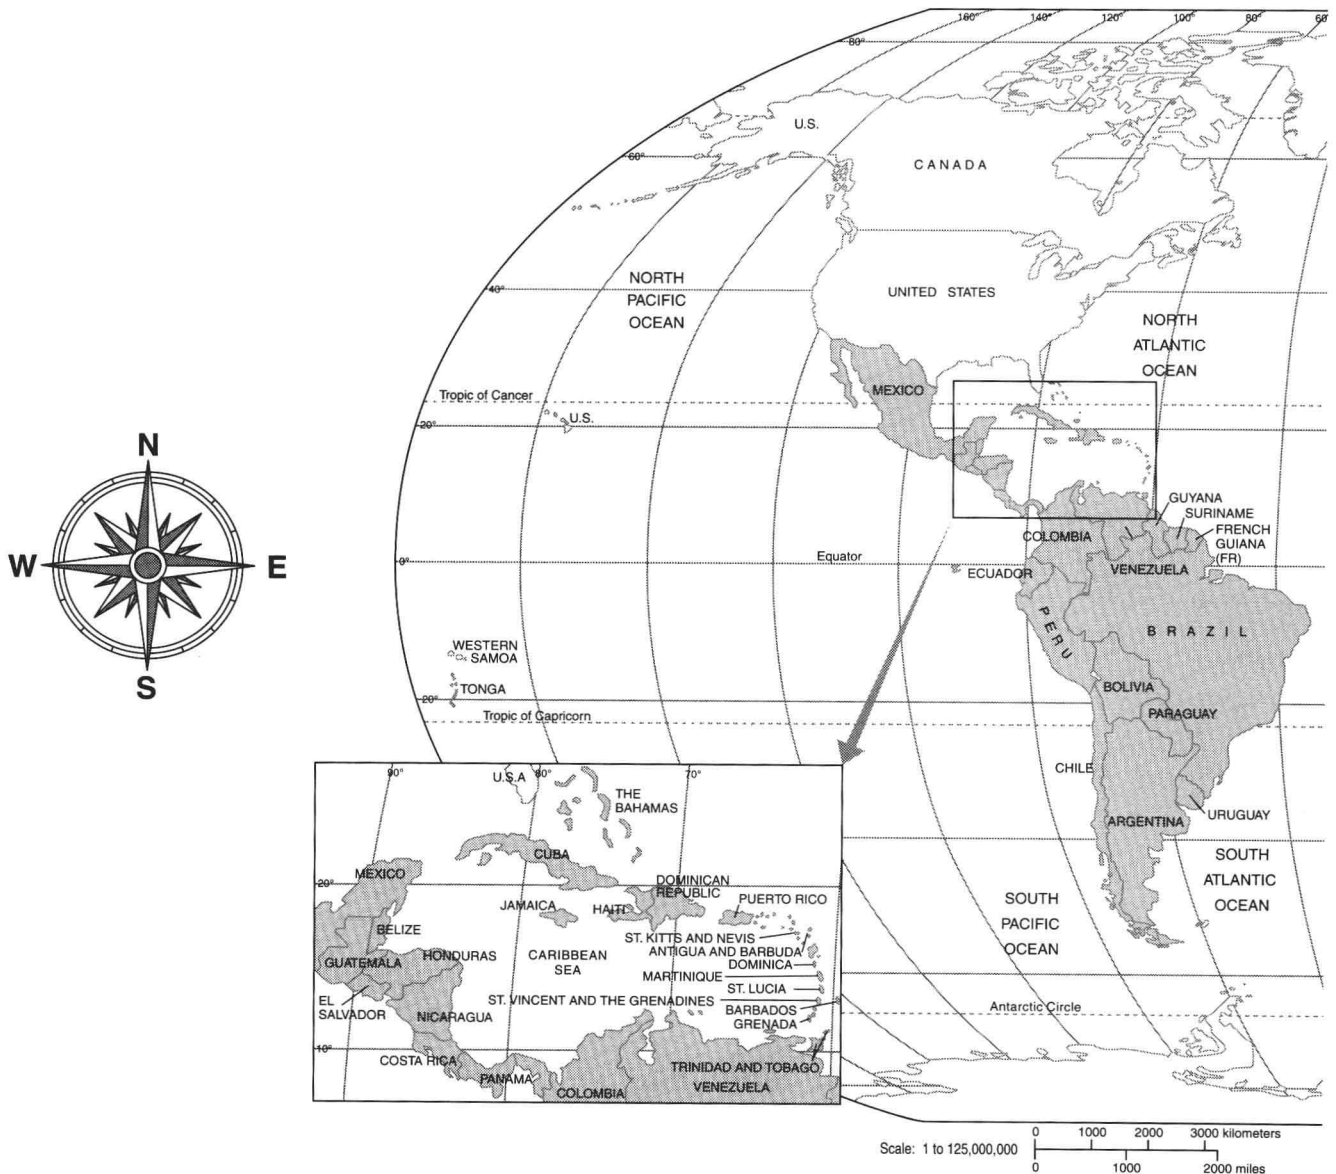 160°
140°
120°
100°
80°
60°
80°
U.S.
60°
CANADA
NORTH
PACIFIC
OCEAN
40°
UNITED STATES
NORTH
ATLANTIC
OCEAN
MEXICO
Tropic of Cancer
20°
U.S.
N
W
E
S
GUYANA
SURINAME
FRENCH
GUIANA
(FR)
COLOMBIA
VENEZUELA
Equator
0°
ECUADOR
PERU
BRAZIL
WESTERN
SAMOA
TONGA
20°
BOLIVIA
Tropic of Capricorn
PARAGUAY
CHILE
URUGUAY
ARGENTINA
SOUTH
ATLANTIC
OCEAN
SOUTH
PACIFIC
OCEAN
Antarctic Circle
90°
U.S.A
80°
70°
THE
BAHAMAS
CUBA
MEXICO
20°
DOMINICAN
REPUBLIC
JAMAICA
HAITI
PUERTO RICO
BELIZE
ST. KITTS AND NEVIS
ANTIGUA AND BARBUDA
GUATEMALA
HONDURAS
CARIBBEAN
SEA
DOMINICA
MARTINIQUE
ST. LUCIA
EL
SALVADOR
ST. VINCENT AND THE GRENADINES
NICARAGUA
BARBADOS
GRENADA
10°
COSTA RICA
PANAMA
COLOMBIA
TRINIDAD AND TOBAGO
VENEZUELA
Scale: 1 to 125,000,000
0 1000 2000 3000 kilometers
0 1000 2000 miles